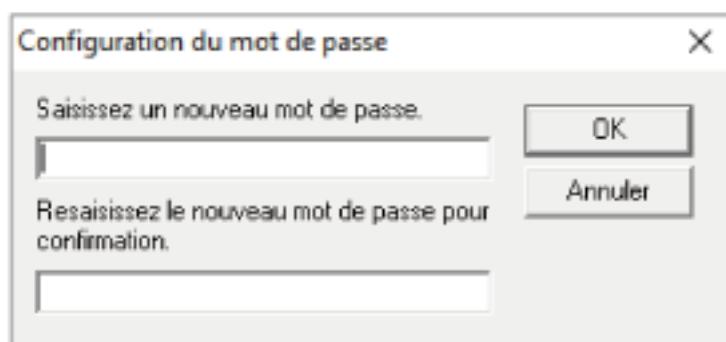 Configuration du mot de passe
Saisissez un nouveau mot de passe.
OK
Annuler
Resaisissez le nouveau mot de passe pour
confirmation.